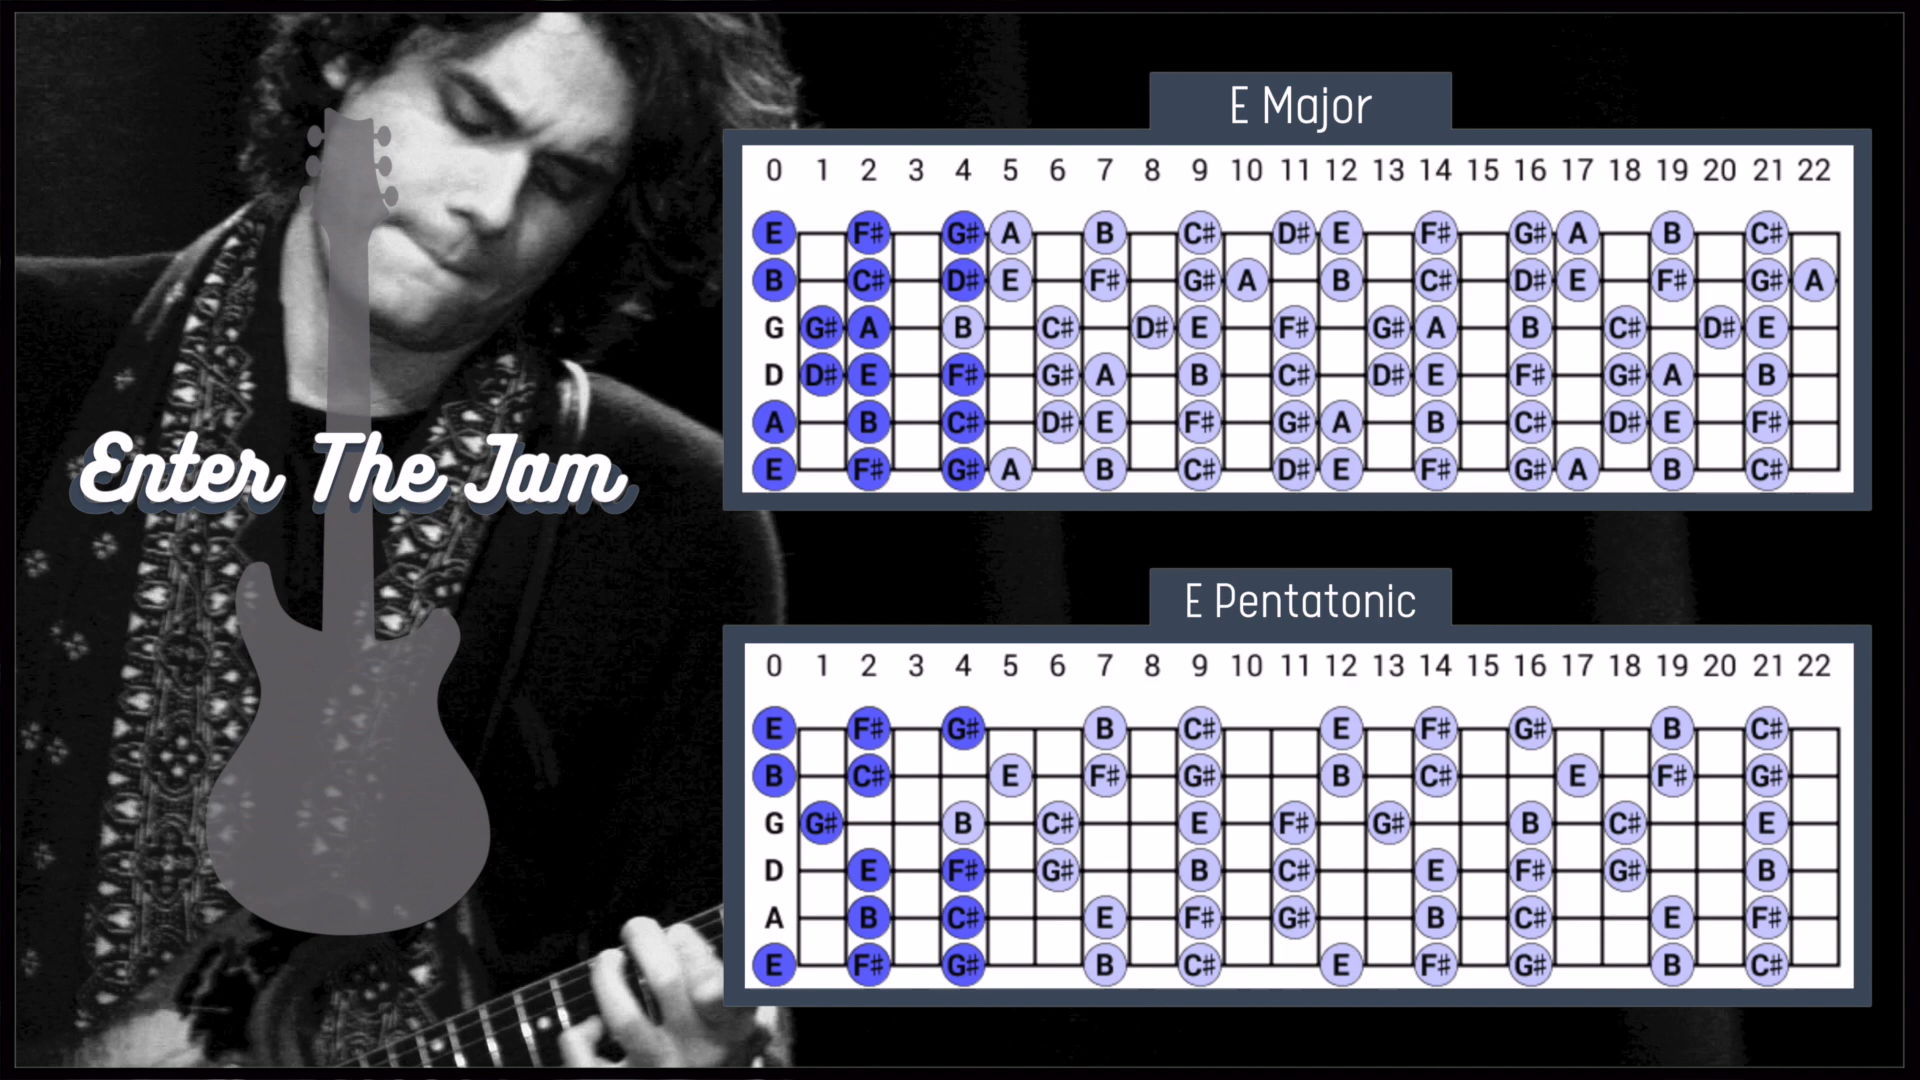 Enter The Jam
E Major
0 1 2 3 4 5 6 7 8 9 10 11 12 13 14 15 16 17 18 19 20 21 22
E F# G# A B C# D# E F# G# A B C#
B C# D# E F# G# A B C# D# E F# G# A
G G# A B C# D# E F# G# A B C# D# E
D D# E F# G# A B C# D# E F# G# A B
A B C# D# E F# G# A B C# D# E F#
E F# G# A B C# D# E F# G# A B C#
E Pentatonic
0 1 2 3 4 5 6 7 8 9 10 11 12 13 14 15 16 17 18 19 20 21 22
E F# G# B C# E F# G# B C#
B C# E F# G# B C# E F# G#
G G# B C# E F# G# B C# E
D E F# G# B C# E F# G# B
A B C# E F# G# B C# E F#
E F# G# B C# E F# G# B C#